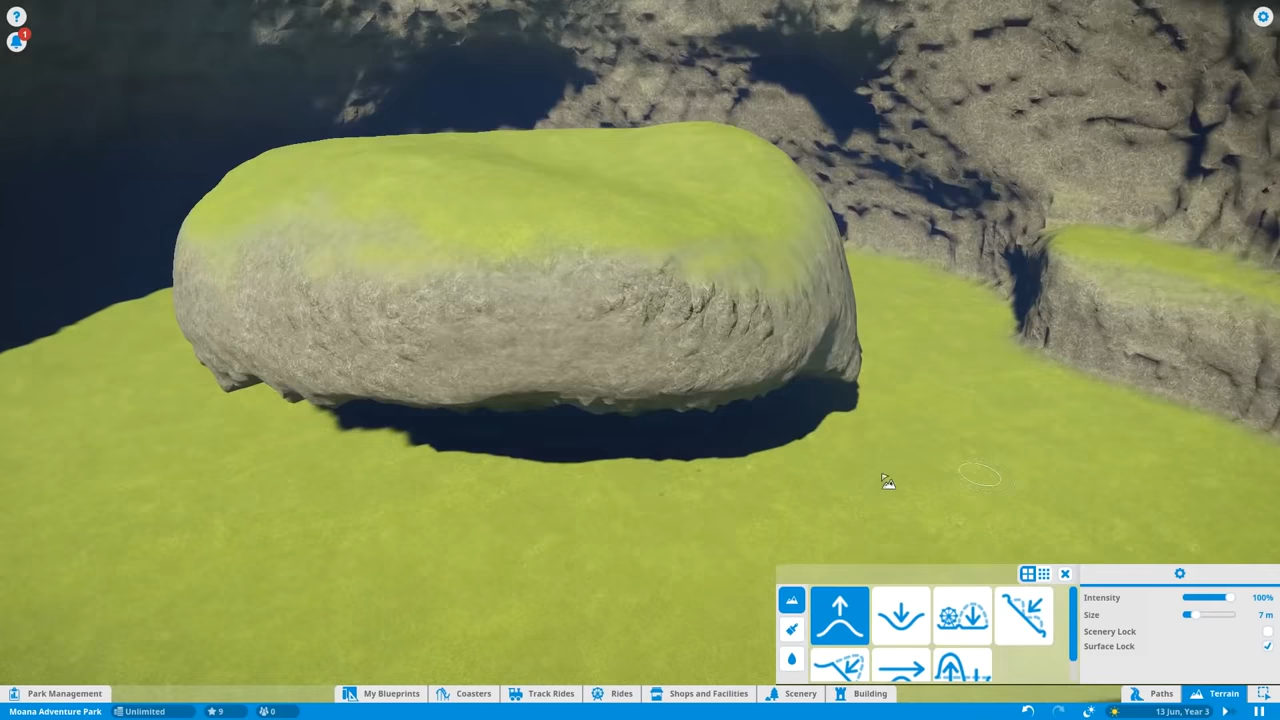 ?
1
Intensity 100%
Size 7 m
Scenery Lock
Surface Lock
Park Management My Blueprints Coasters Track Rides Rides Shops and Facilities Scenery Building Paths Terrain
Moana Adventure Park Unlimited 9 0 13 Jun, Year 3